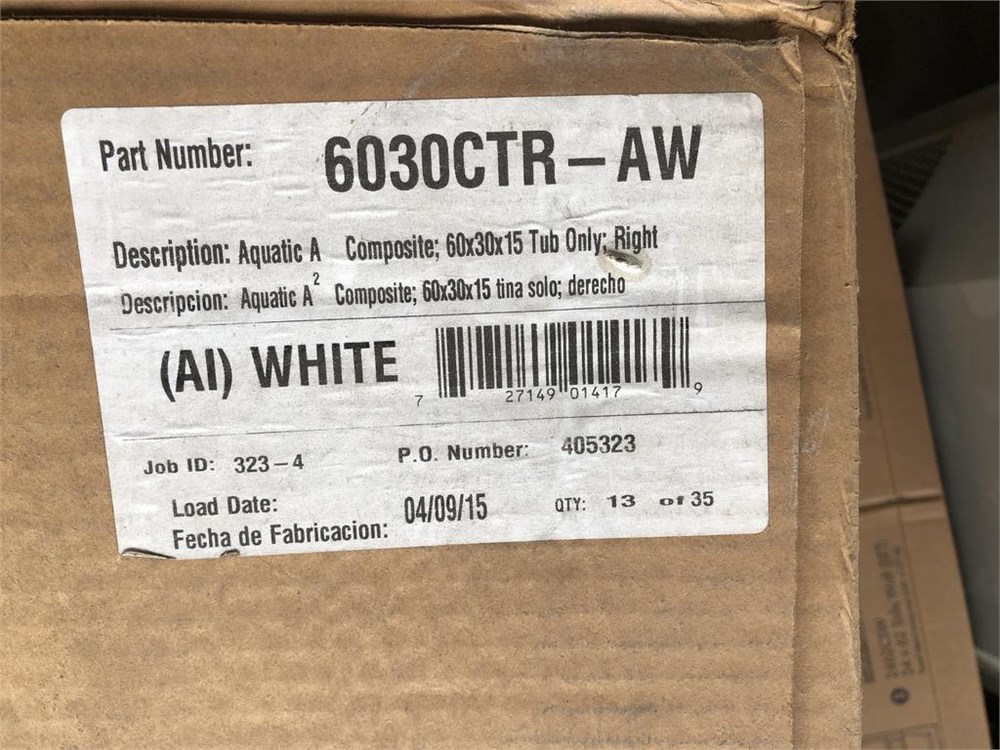 Part Number: 6030CTR-AW
Description: Aquatic A Composite; 60x30x15 Tub Only; Right
Descripcion: Aquatic A² Composite; 60x30x15 tina solo; derecho
(AI) WHITE
7 27149 01417 9
Job ID: 323-4 P.O. Number: 405323
Load Date: 04/09/15 QTY: 13 of 35
Fecha de Fabricacion: